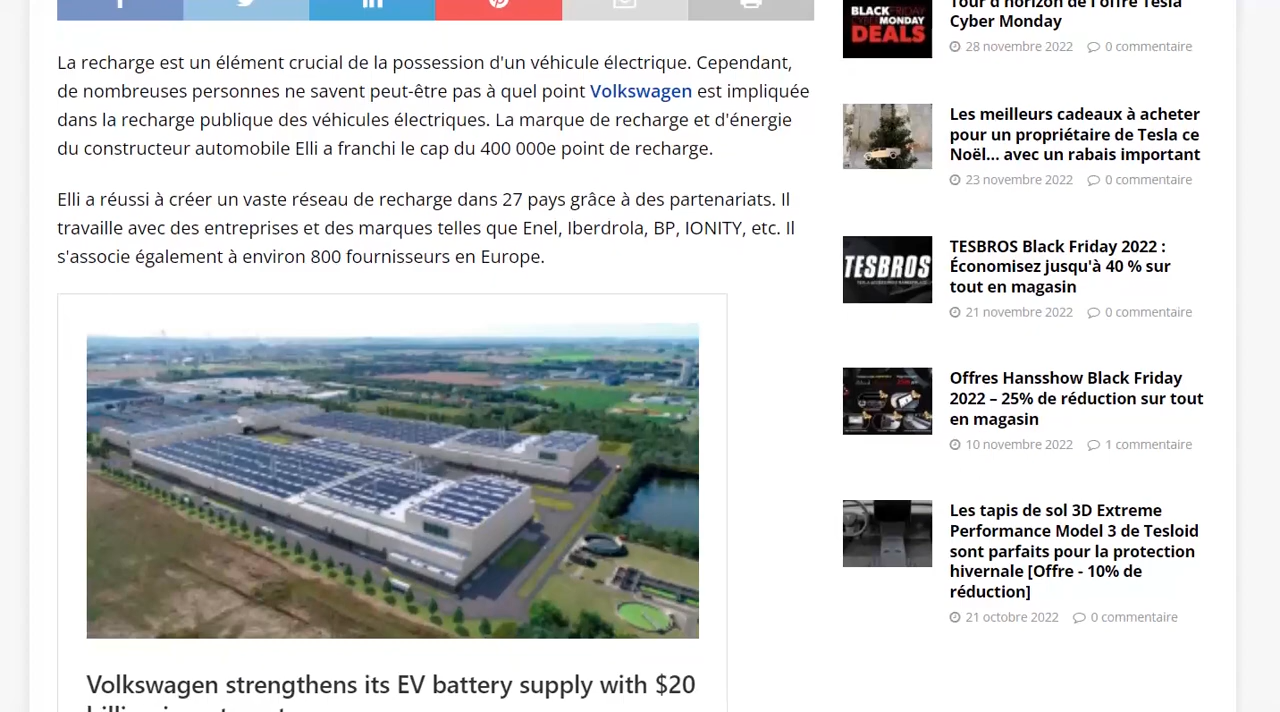 La recharge est un élément crucial de la possession d'un véhicule électrique. Cependant,
de nombreuses personnes ne savent peut-être pas à quel point Volkswagen est impliquée
dans la recharge publique des véhicules électriques. La marque de recharge et d'énergie
du constructeur automobile Elli a franchi le cap du 400 000e point de recharge.
Elli a réussi à créer un vaste réseau de recharge dans 27 pays grâce à des partenariats. Il
travaille avec des entreprises et des marques telles que Enel, Iberdrola, BP, IONITY, etc. Il
s'associe également à environ 800 fournisseurs en Europe.
Volkswagen strengthens its EV battery supply with $20
BLACK FRIDAY
CYBER MONDAY
DEALS
Tour d'horizon de l'offre Tesla
Cyber Monday
28 novembre 2022 0 commentaire
Les meilleurs cadeaux à acheter
pour un propriétaire de Tesla ce
Noël... avec un rabais important
23 novembre 2022 0 commentaire
TESBROS
TESBROS Black Friday 2022 :
Économisez jusqu'à 40 % sur
tout en magasin
21 novembre 2022 0 commentaire
Offres Hansshow Black Friday
2022 – 25% de réduction sur tout
en magasin
10 novembre 2022 1 commentaire
Les tapis de sol 3D Extreme
Performance Model 3 de Tesloid
sont parfaits pour la protection
hivernale [Offre - 10% de
réduction]
21 octobre 2022 0 commentaire